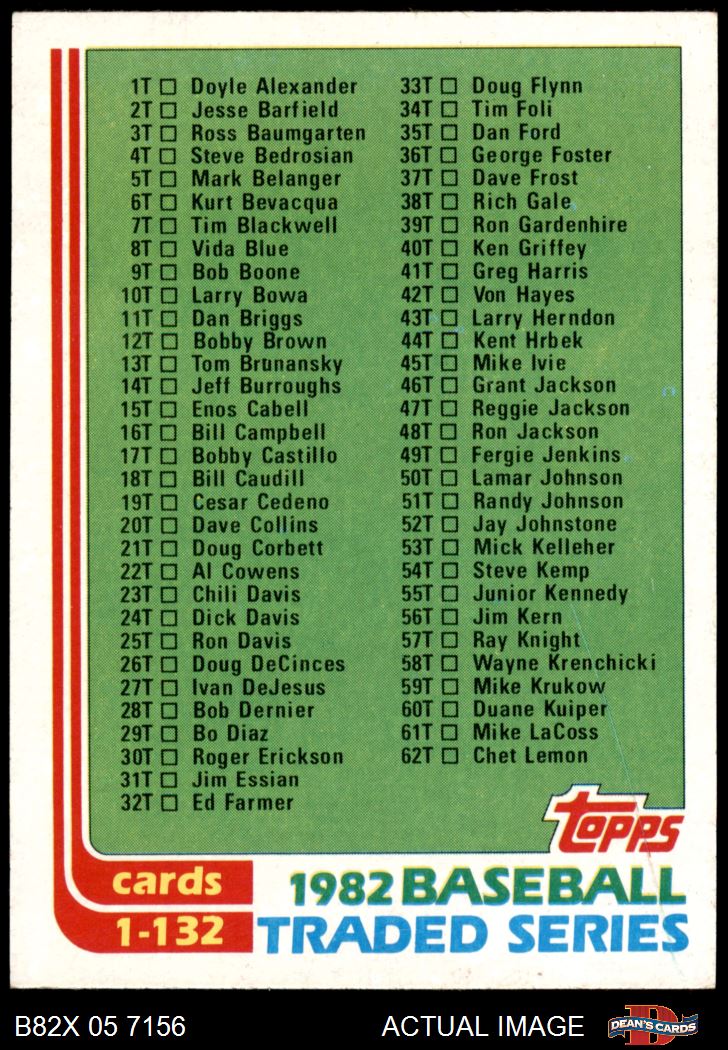 1T Doyle Alexander
2T Jesse Barfield
3T Ross Baumgarten
4T Steve Bedrosian
5T Mark Belanger
6T Kurt Bevacqua
7T Tim Blackwell
8T Vida Blue
9T Bob Boone
10T Larry Bowa
11T Dan Briggs
12T Bobby Brown
13T Tom Brunansky
14T Jeff Burroughs
15T Enos Cabell
16T Bill Campbell
17T Bobby Castillo
18T Bill Caudill
19T Cesar Cedeno
20T Dave Collins
21T Doug Corbett
22T Al Cowens
23T Chili Davis
24T Dick Davis
25T Ron Davis
26T Doug DeCinces
27T Ivan DeJesus
28T Bob Dernier
29T Bo Diaz
30T Roger Erickson
31T Jim Essian
32T Ed Farmer
33T Doug Flynn
34T Tim Foli
35T Dan Ford
36T George Foster
37T Dave Frost
38T Rich Gale
39T Ron Gardenhire
40T Ken Griffey
41T Greg Harris
42T Von Hayes
43T Larry Herndon
44T Kent Hrbek
45T Mike Ivie
46T Grant Jackson
47T Reggie Jackson
48T Ron Jackson
49T Fergie Jenkins
50T Lamar Johnson
51T Randy Johnson
52T Jay Johnstone
53T Mick Kelleher
54T Steve Kemp
55T Junior Kennedy
56T Jim Kern
57T Ray Knight
58T Wayne Krenchicki
59T Mike Krukow
60T Duane Kuiper
61T Mike LaCoss
62T Chet Lemon
topps
cards
1-132
1982 BASEBALL
TRADED SERIES
B82X 05 7156
ACTUAL IMAGE
D
DEAN'S CARDS